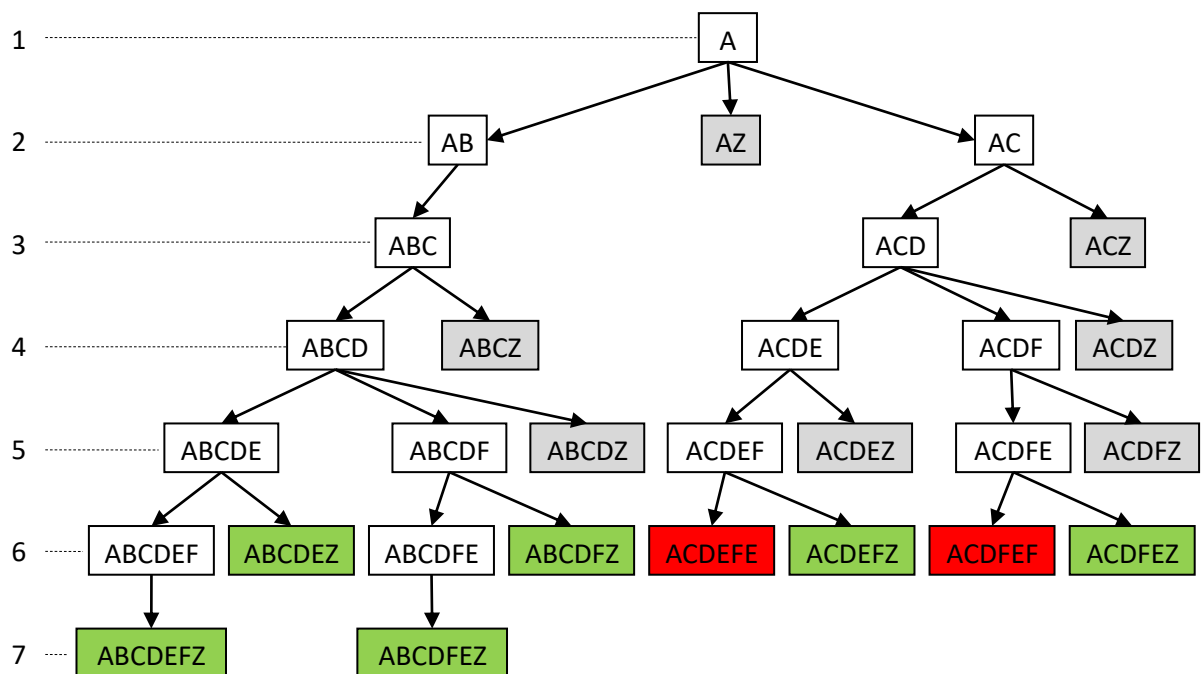 1 A
2 AB AZ AC
3 ABC ACD ACZ
4 ABCD ABCZ ACDE ACDF ACDZ
5 ABCDE ABCDF ABCDZ ACDEF ACDEZ ACDFE ACDFZ
6 ABCDEF ABCDEZ ABCDFE ABCDFZ ACDEFE ACDEFZ ACDFEF ACDFEZ
7 ABCDEFZ ABCDFEZ